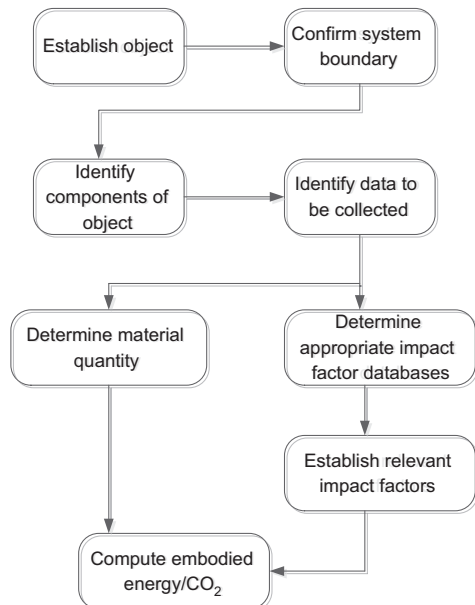 Establish object
Confirm system
boundary
Identify
components of
object
Identify data to
be collected
Determine material
quantity
Determine
appropriate impact
factor databases
Establish relevant
impact factors
Compute embodied
energy/CO₂